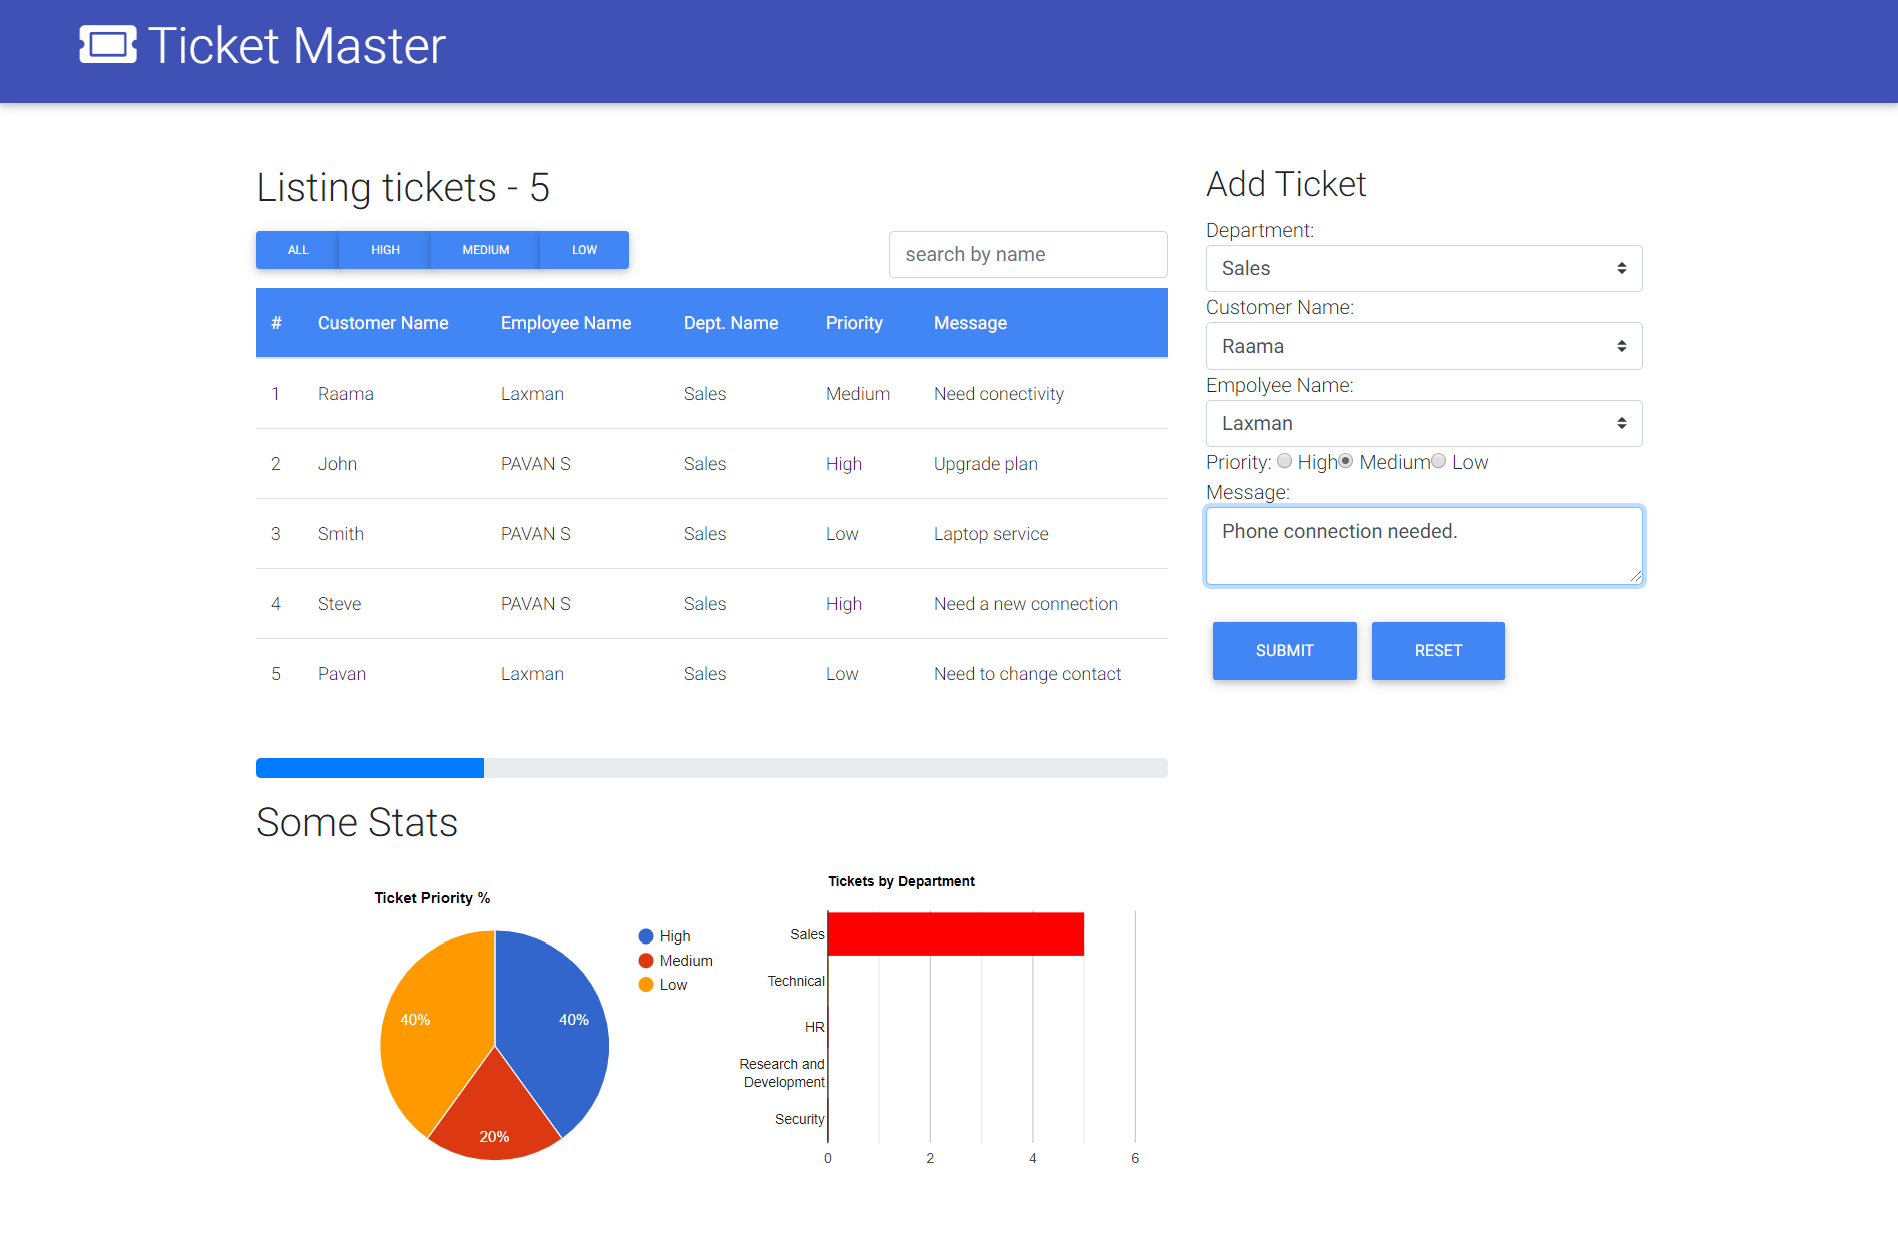 Ticket Master
Listing tickets - 5
ALL HIGH MEDIUM LOW
search by name
# Customer Name Employee Name Dept. Name Priority Message
1 Raama Laxman Sales Medium Need conectivity
2 John PAVAN S Sales High Upgrade plan
3 Smith PAVAN S Sales Low Laptop service
4 Steve PAVAN S Sales High Need a new connection
5 Pavan Laxman Sales Low Need to change contact
Add Ticket
Department:
Sales
Customer Name:
Raama
Empolyee Name:
Laxman
Priority: High Medium Low
Message:
Phone connection needed.
SUBMIT RESET
Some Stats
Ticket Priority %
High
Medium
Low
40%
40%
20%
Tickets by Department
Sales
Technical
HR
Research and
Development
Security
0 2 4 6